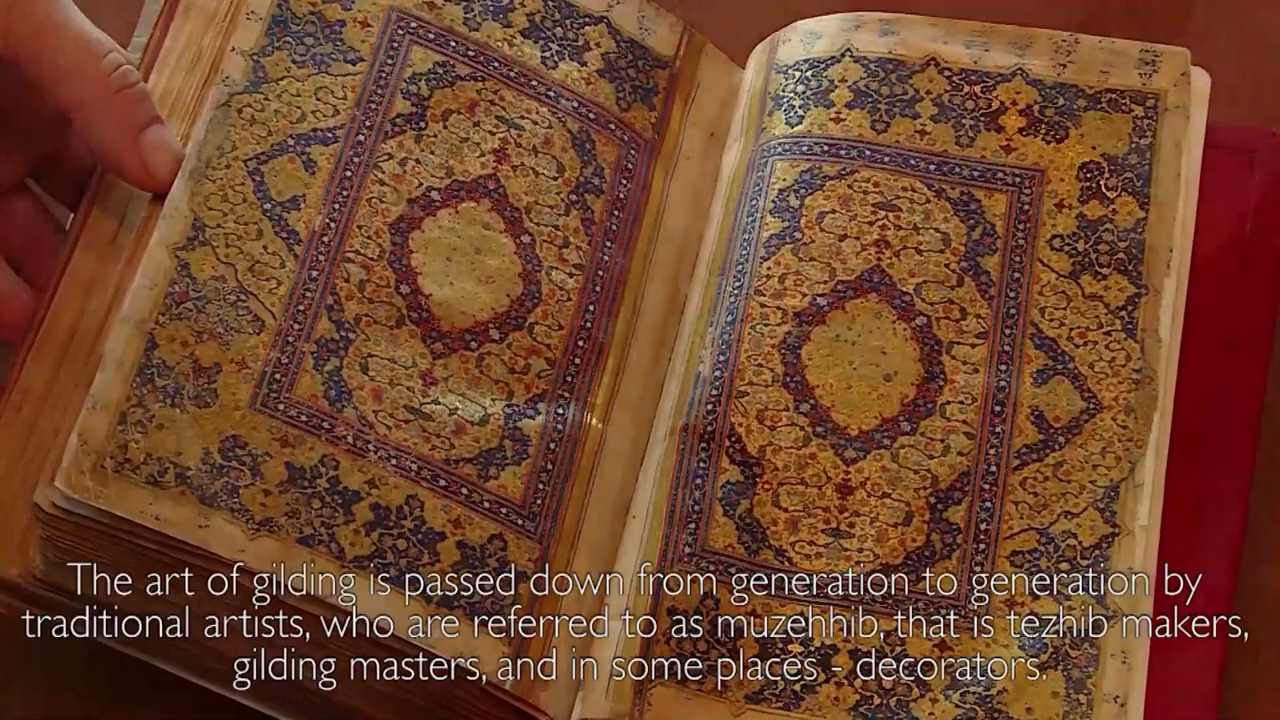 The art of gilding is passed down from generation to generation by
traditional artists, who are referred to as muzehhib, that is tezhib makers,
gilding masters, and in some places - decorators.